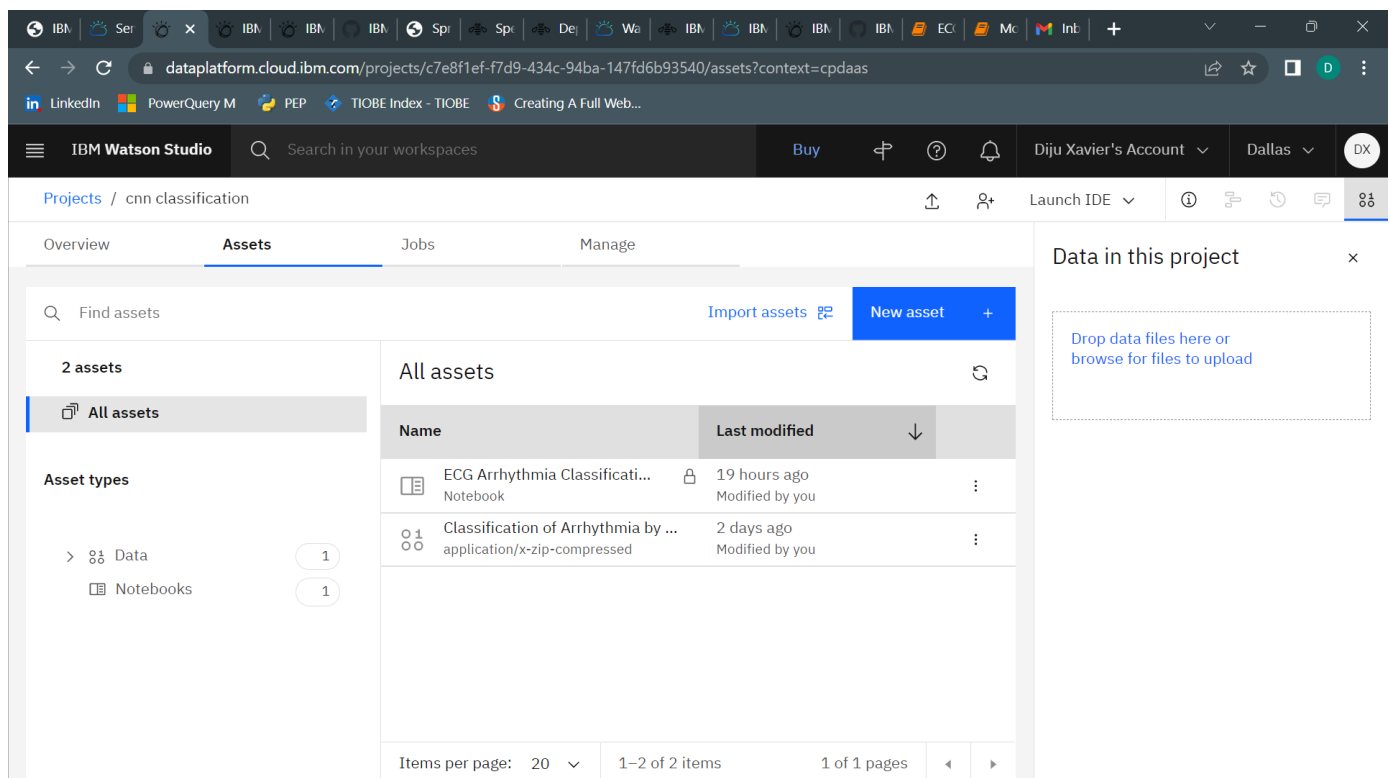 IBM Ser IBM IBM IBM Spr Spe Dep Wa IBM IBM IBM IBM EC Mo Inb
dataplatform.cloud.ibm.com/projects/c7e8f1ef-f7d9-434c-94ba-147fd6b93540/assets?context=cpdaas
D
LinkedIn PowerQuery M PEP TIOBE Index - TIOBE Creating A Full Web...
IBM Watson Studio Search in your workspaces Buy Diju Xavier's Account Dallas DX
Projects / cnn classification Launch IDE
Overview Assets Jobs Manage
Data in this project
Find assets Import assets New asset +
Drop data files here or
browse for files to upload
2 assets
All assets
All assets
Name Last modified
Asset types
ECG Arrhythmia Classificati... 19 hours ago
Notebook Modified by you
Classification of Arrhythmia by ... 2 days ago
application/x-zip-compressed Modified by you
Data 1
Notebooks 1
Items per page: 20 1–2 of 2 items 1 of 1 pages